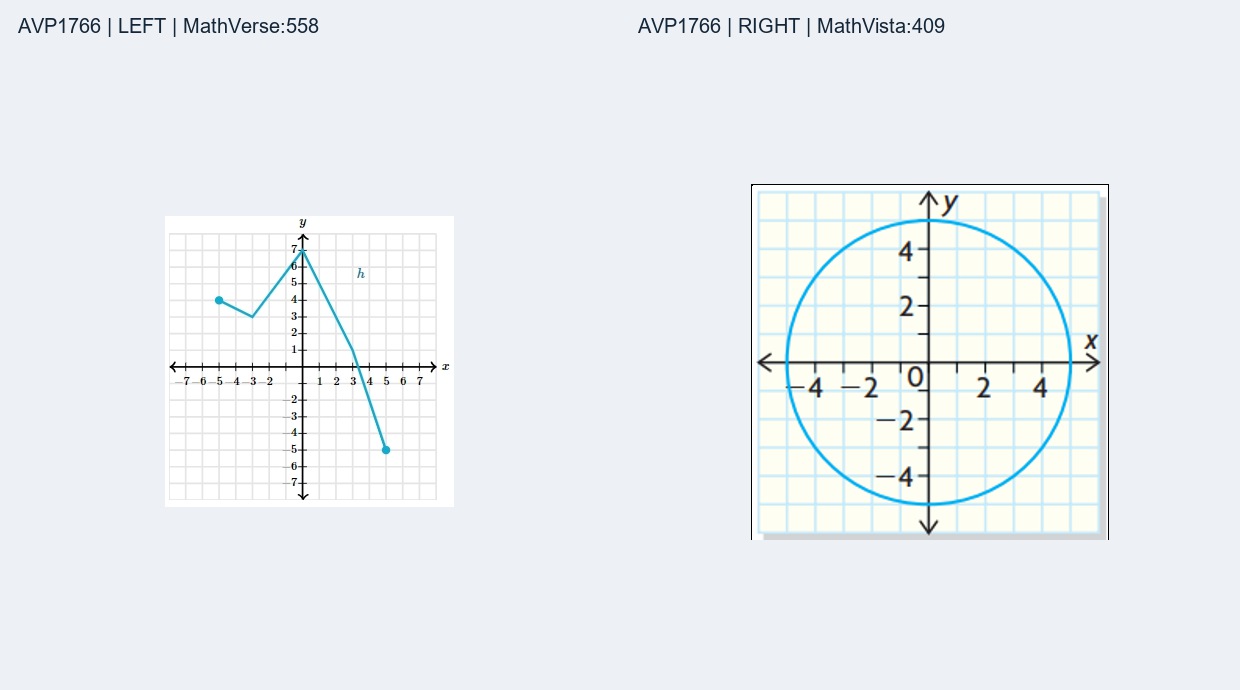 AVP1766 | LEFT | MathVerse:558
AVP1766 | RIGHT | MathVista:409
y
7
6
5
4
3
2
1
h
-7 -6 -5 -4 -3 -2 1 2 3 4 5 6 7 x
-2
-3
-4
-5
-6
-7
y
4
2
x
-4 -2 0 2 4
-2
-4